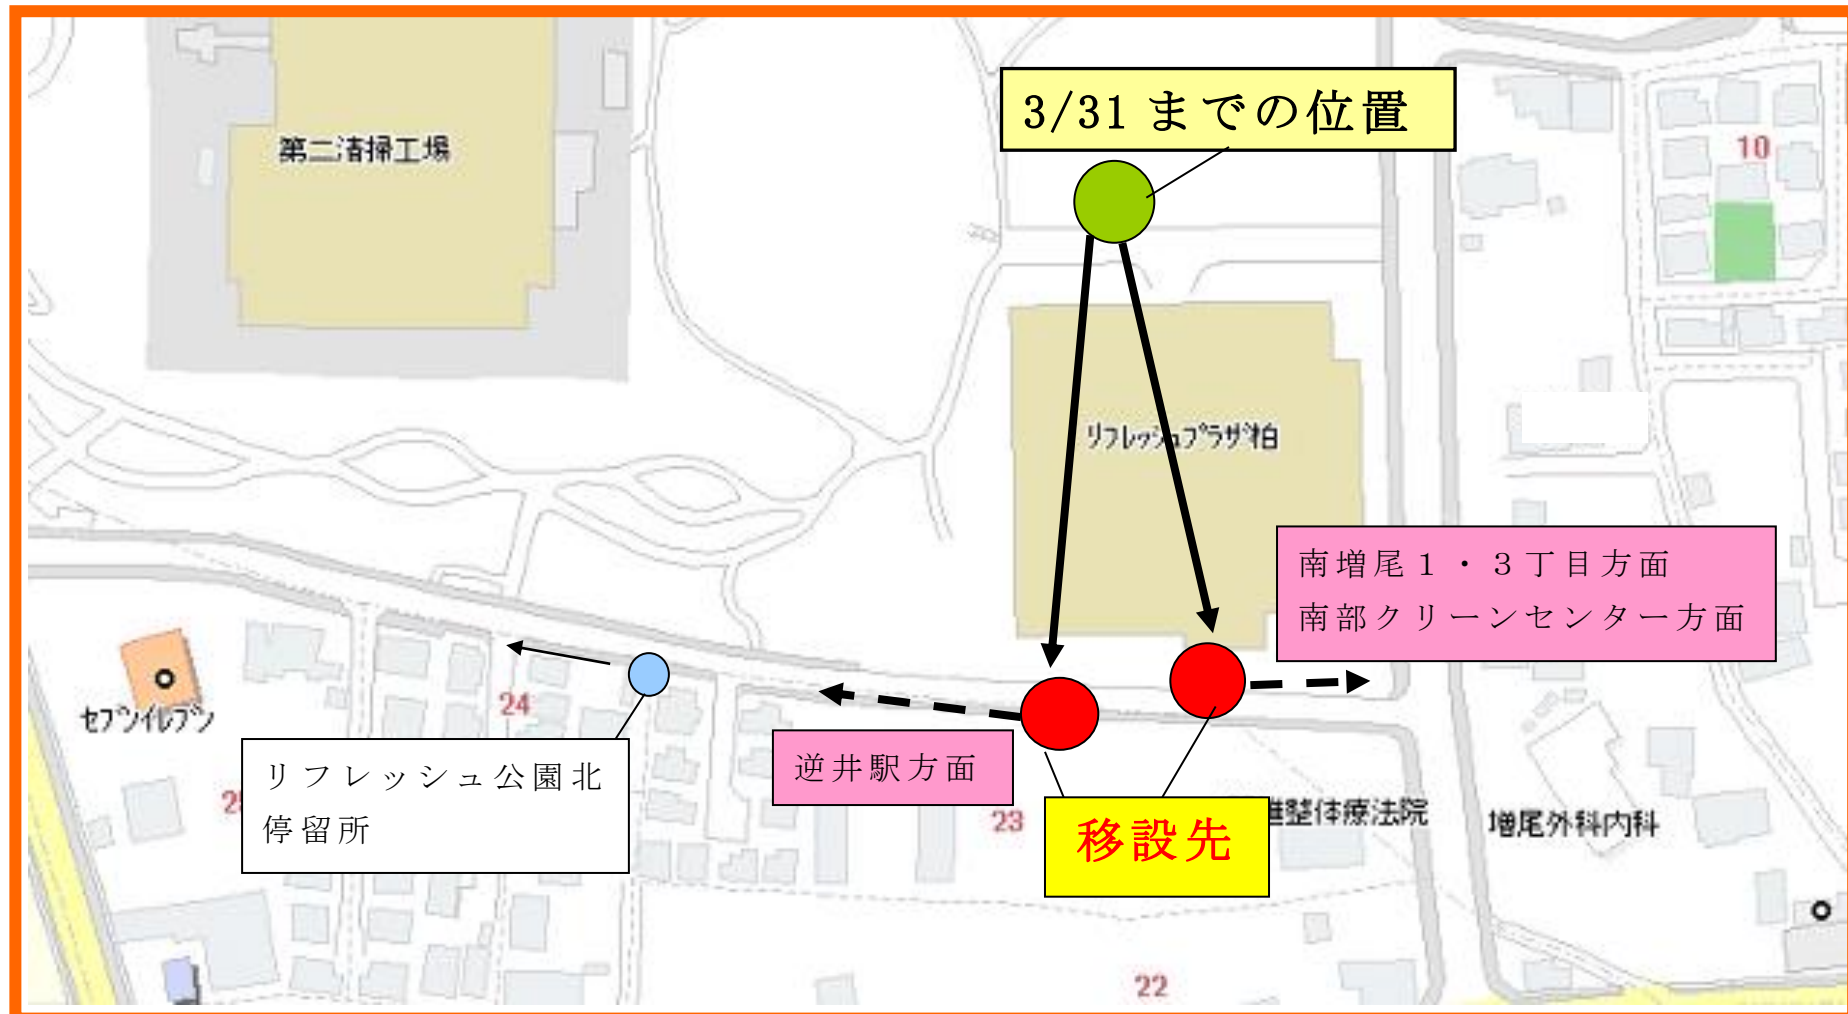 3/31 までの位置
第二清掃工場
10
リフレッシュプラザ柏
南増尾１・３丁目方面
南部クリーンセンター方面
24
セブンイレブン
逆井駅方面
リフレッシュ公園北
停留所
23
移設先
整体療法院
増尾外科内科
22